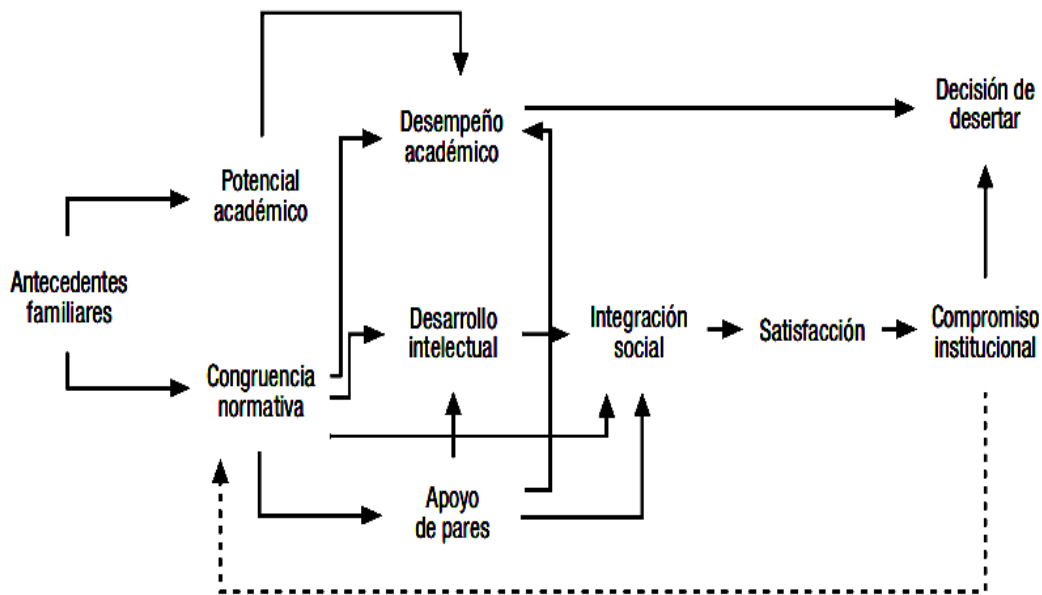 Decisión de
desertar
Desempeño
académico
Potencial
académico
Antecedentes
familiares
Desarrollo
intelectual
Integración
social
Satisfacción
Compromiso
institucional
Congruencia
normativa
Apoyo
de pares